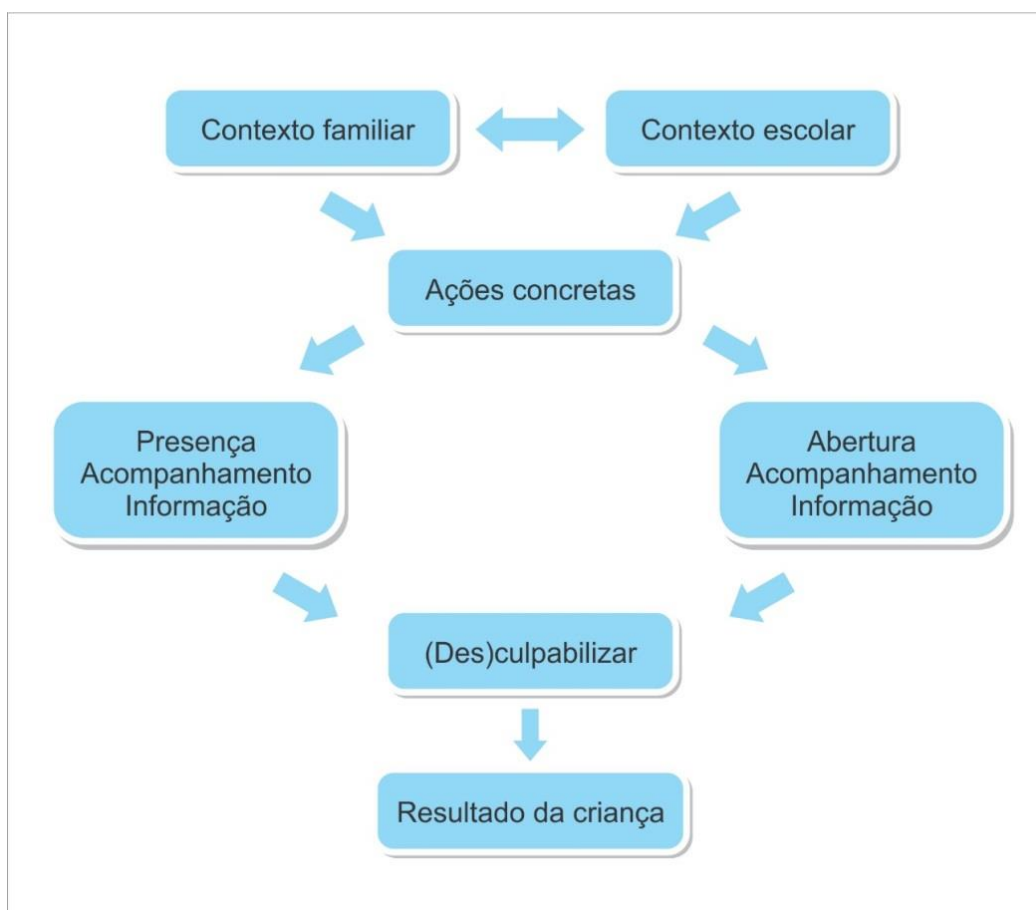 Contexto familiar
Contexto escolar
Ações concretas
Presença
Acompanhamento
Informação
Abertura
Acompanhamento
Informação
(Des)culpabilizar
Resultado da criança